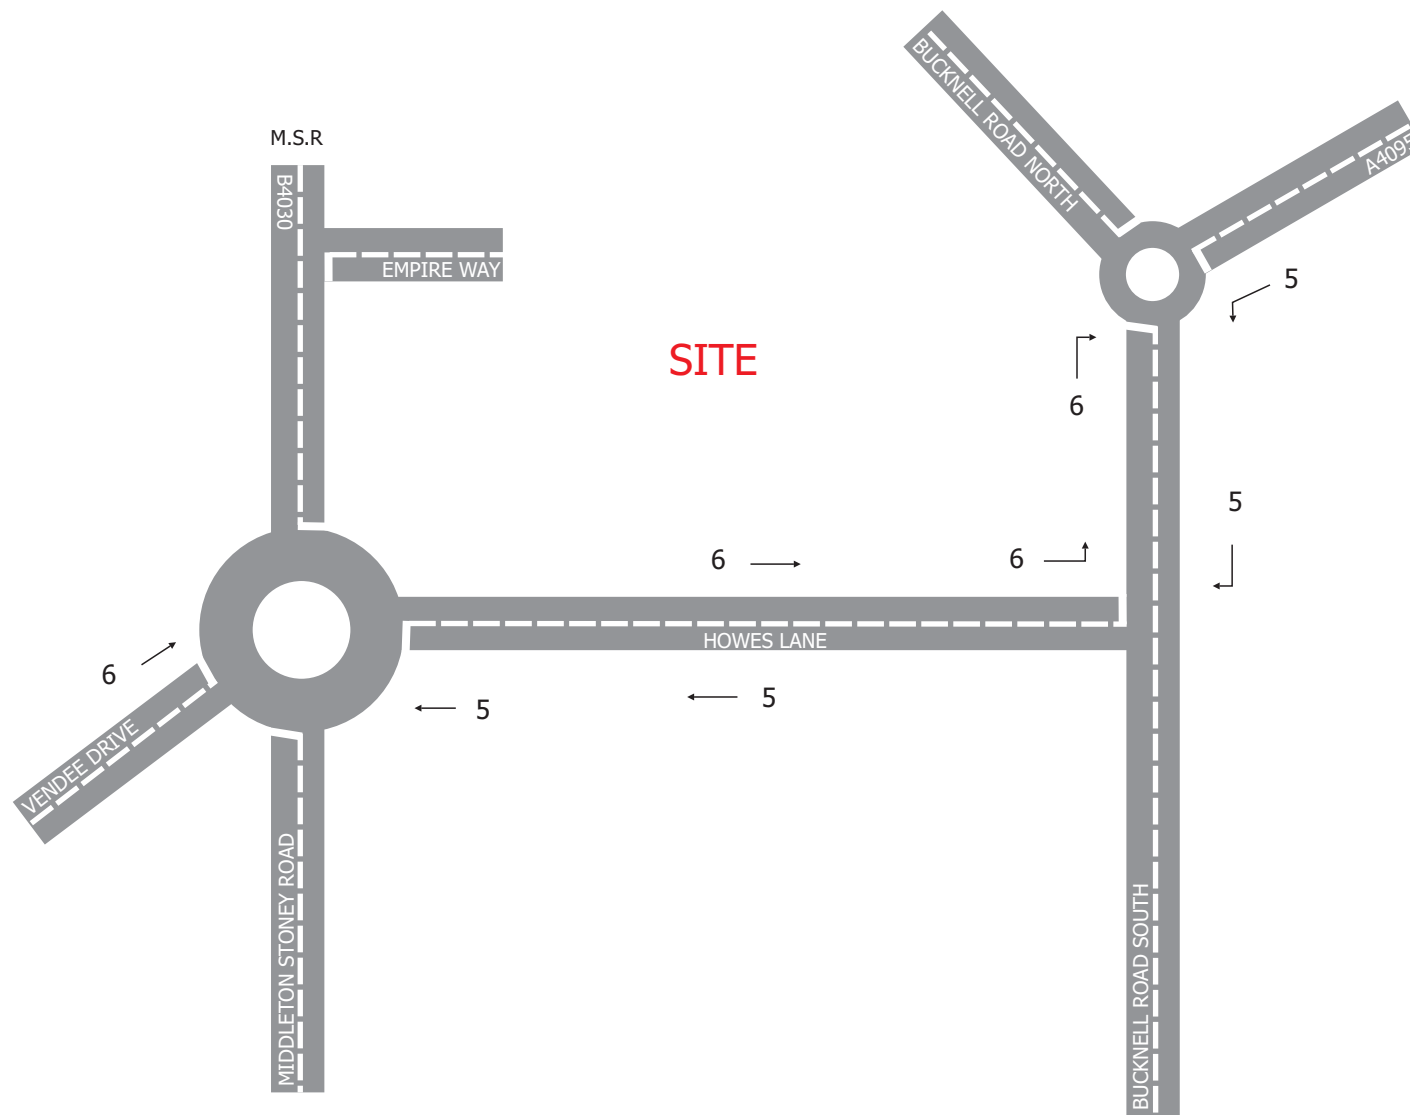 BUCKNELL ROAD NORTH
M.S.R
A4095
B4030
EMPIRE WAY
5
SITE
6
5
6
6
HOWES LANE
6
5
5
VENDEE DRIVE
MIDDLETON STONEY ROAD
BUCKNELL ROAD SOUTH